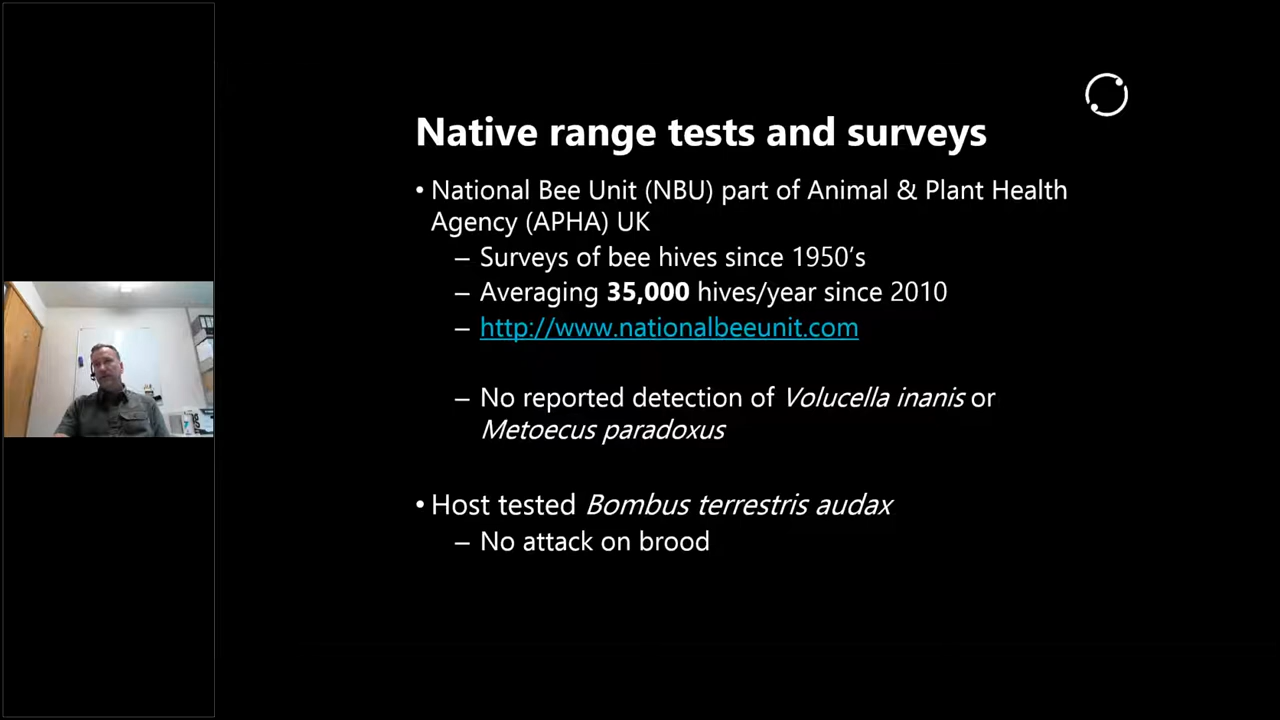 Native range tests and surveys
• National Bee Unit (NBU) part of Animal & Plant Health
Agency (APHA) UK
– Surveys of bee hives since 1950's
– Averaging 35,000 hives/year since 2010
– http://www.nationalbeeunit.com
– No reported detection of Volucella inanis or
Metoecus paradoxus
• Host tested Bombus terrestris audax
– No attack on brood